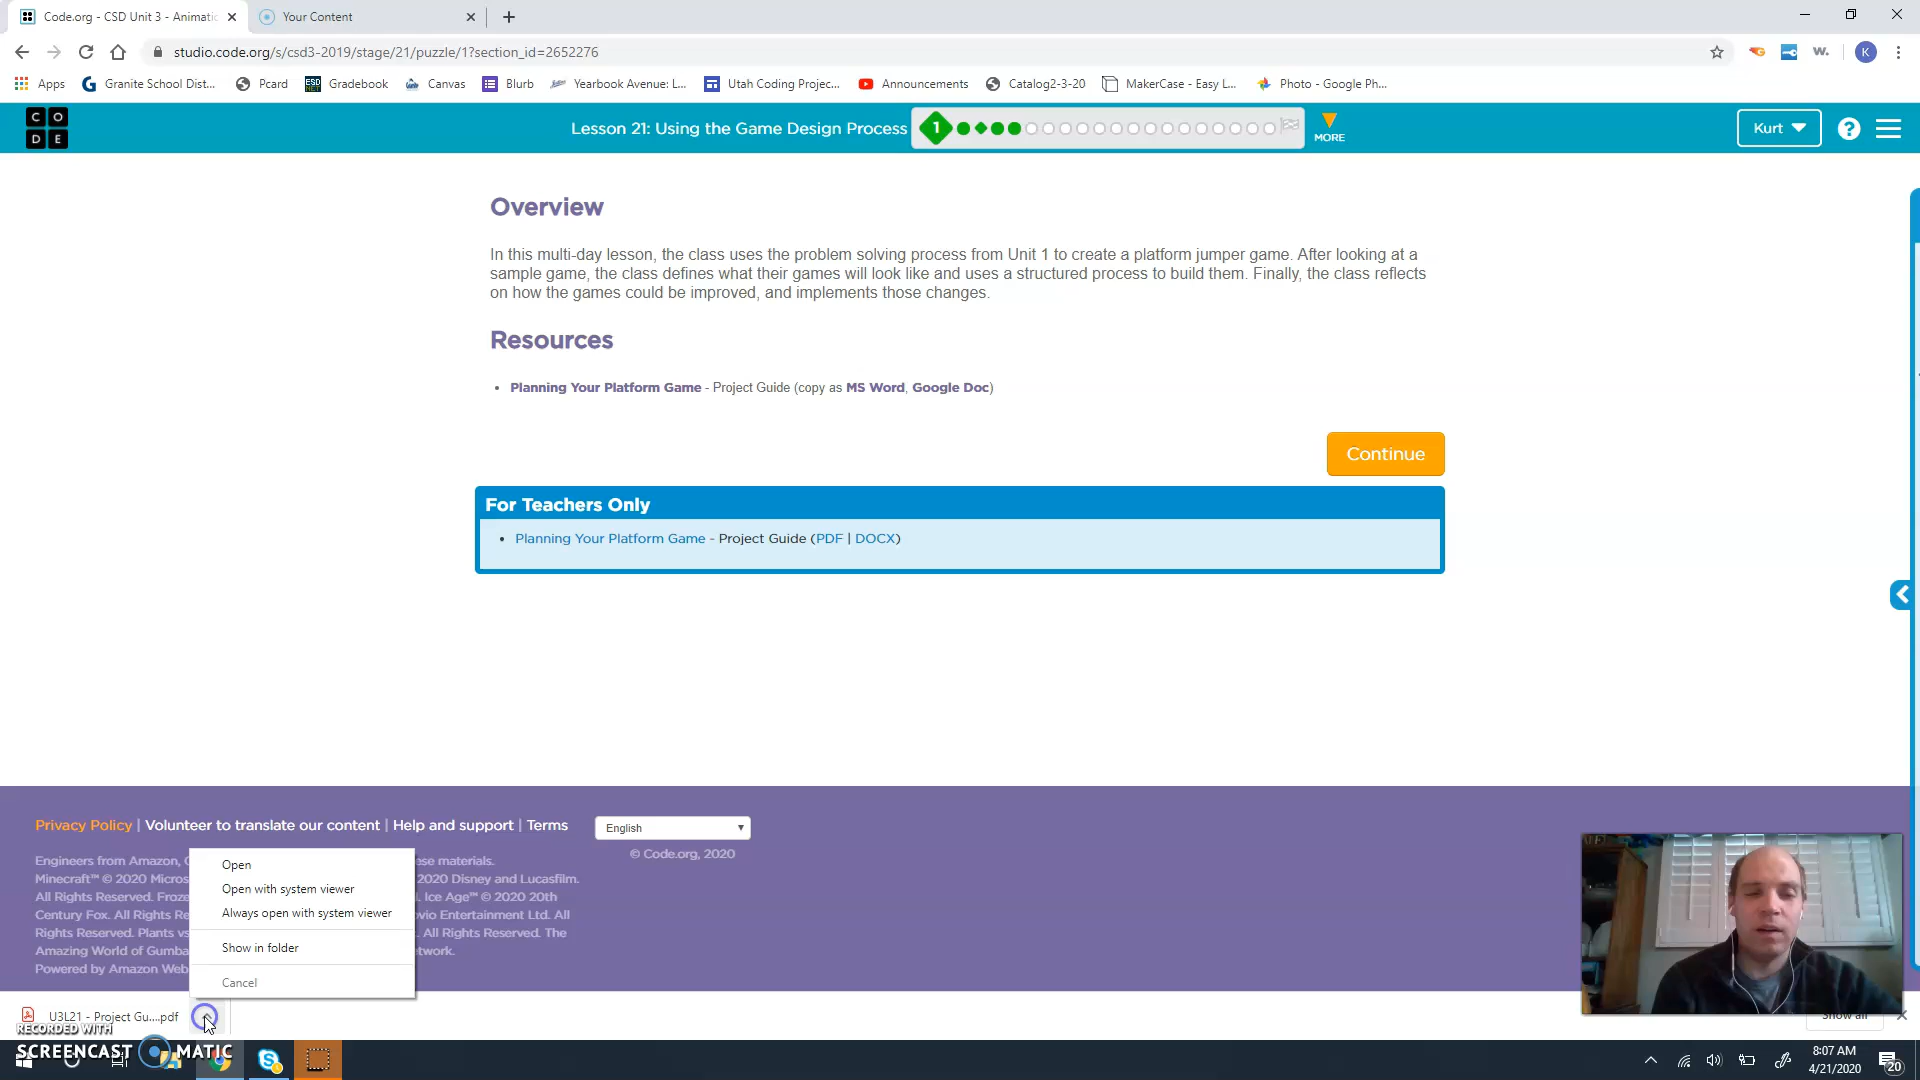 Code.org - CSD Unit 3 - Animatic
Your Content
studio.code.org/s/csd3-2019/stage/21/puzzle/1?section_id=2652276
K
Apps
Granite School Dist...
Pcard
Gradebook
Canvas
Blurb
Yearbook Avenue: L...
Utah Coding Projec...
Announcements
Catalog2-3-20
MakerCase - Easy L...
Photo - Google Ph...
C O
D E
Lesson 21: Using the Game Design Process
1
MORE
Kurt
Overview
In this multi-day lesson, the class uses the problem solving process from Unit 1 to create a platform jumper game. After looking at a
sample game, the class defines what their games will look like and uses a structured process to build them. Finally, the class reflects
on how the games could be improved, and implements those changes.
Resources
Planning Your Platform Game - Project Guide (copy as MS Word, Google Doc)
Continue
For Teachers Only
Planning Your Platform Game - Project Guide (PDF | DOCX)
Privacy Policy | Volunteer to translate our content | Help and support | Terms
English
© Code.org, 2020
Engineers from Amazon, ese materials.
Minecraft™ © 2020 Micros 2020 Disney and Lucasfilm.
All Rights Reserved. Froze . Ice Age™ © 2020 20th
Century Fox. All Rights Re vio Entertainment Ltd. All
Rights Reserved. Plants vs . All Rights Reserved. The
Amazing World of Gumba twork.
Powered by Amazon Web
Open
Open with system viewer
Always open with system viewer
Show in folder
Cancel
U3L21 - Project Gu....pdf
Show all
RECORDED WITH
SCREENCAST MATIC
8:07 AM
4/21/2020
20